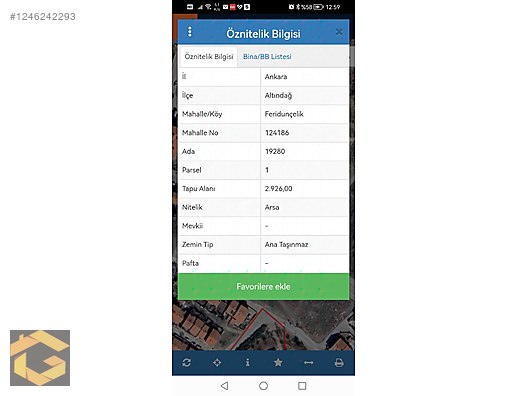 #1246242293
%58 12:59
Öznitelik Bilgisi
Öznitelik Bilgisi Bina/BB Listesi
İl Ankara
İlçe Altındağ
Mahalle/Köy Feridunçelik
Mahalle No 124186
Ada 19280
Parsel 1
Tapu Alanı 2.926,00
Nitelik Arsa
Mevkii -
Zemin Tip Ana Taşınmaz
Pafta -
Favorilere ekle